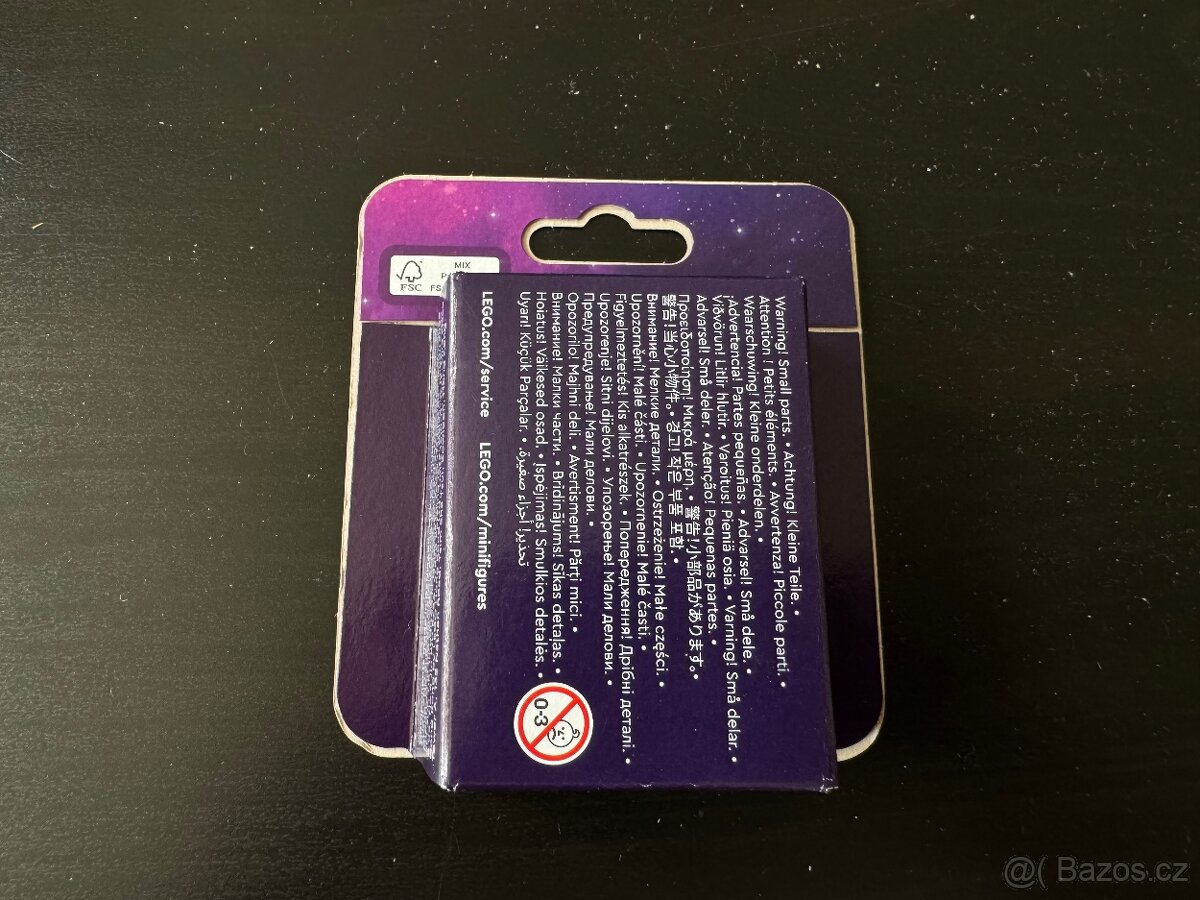 MIX
FSC
FS
Warning! Small parts. • Achtung! Kleine Teile. •
Attention ! Petits éléments. • Avvertenza! Piccole parti. •
Waarschuwing! Kleine onderdelen. •
¡Advertencia! Partes pequeñas. • Advarsel! Små dele. •
Viðvörun! Litlir hlutir. • Varoitus! Pieniä osia. • Varning! Små delar. •
Advarsel! Små deler. • Atenção! Pequenas partes. •
Προειδοποίηση! Μικρά μέρη. • 警告!小部品があります。•
警告!当心小物件。• 경고! 작은 부품 포함. •
Внимание! Мелкие детали. • Ostrzeżenie! Małe części. •
Upozornění! Malé části. • Upozornenie! Malé časti. •
Figyelmeztetés! Kis alkatrészek. • Попередження! Дрібні деталі. •
Upozorenje! Sitni dijelovi. • Упозорење! Мали делови. •
Предупредување! Мали делови. •
Opozorilo! Majhni deli. • Avertisment! Părți mici. •
Внимание! Малки части. • Brīdinājums! Sīkas detaļas. •
Hoiatus! Väikesed osad. • Įspėjimas! Smulkios detalės. •
Uyarı! Küçük Parçalar. • تحذير! أجزاء صغيرة.
LEGO.com/service LEGO.com/minifigures
0-3
@( Bazos.cz